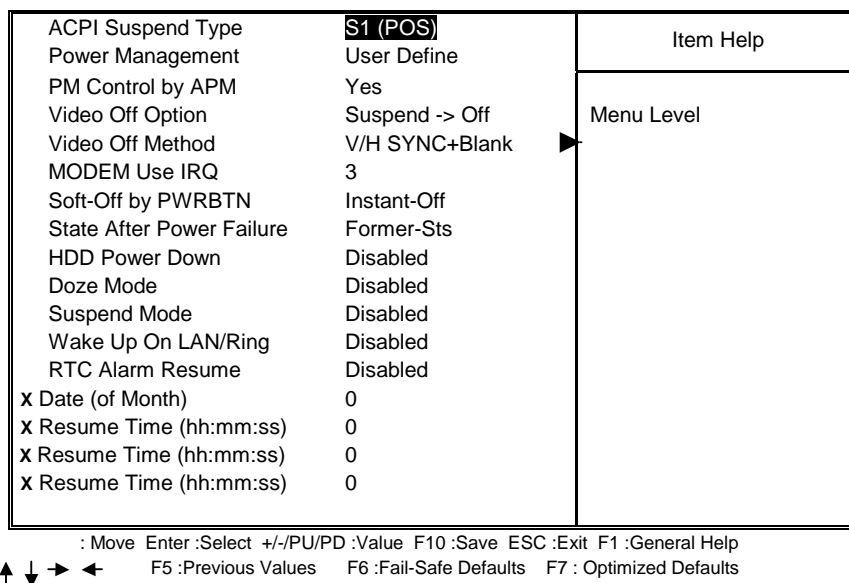 ACPI Suspend Type S1 (POS)
Power Management User Define
PM Control by APM Yes
Video Off Option Suspend -> Off
Video Off Method V/H SYNC+Blank
MODEM Use IRQ 3
Soft-Off by PWRBTN Instant-Off
State After Power Failure Former-Sts
HDD Power Down Disabled
Doze Mode Disabled
Suspend Mode Disabled
Wake Up On LAN/Ring Disabled
RTC Alarm Resume Disabled
X Date (of Month) 0
X Resume Time (hh:mm:ss) 0
X Resume Time (hh:mm:ss) 0
X Resume Time (hh:mm:ss) 0
Item Help
Menu Level
: Move Enter :Select +/-/PU/PD :Value F10 :Save ESC :Exit F1 :General Help
F5 :Previous Values F6 :Fail-Safe Defaults F7 : Optimized Defaults